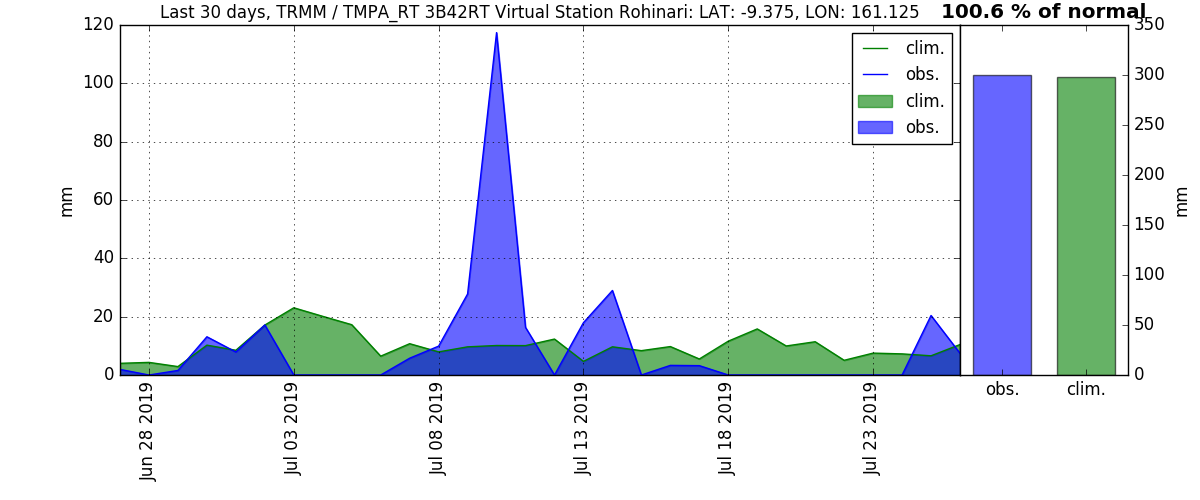 Last 30 days, TRMM / TMPA_RT 3B42RT Virtual Station Rohinari: LAT: -9.375, LON: 161.125
100.6 % of normal
120
100
80
60
40
20
0
mm
clim.
obs.
clim.
obs.
350
300
250
200
150
100
50
0
mm
Jun 28 2019
Jul 03 2019
Jul 08 2019
Jul 13 2019
Jul 18 2019
Jul 23 2019
obs.
clim.